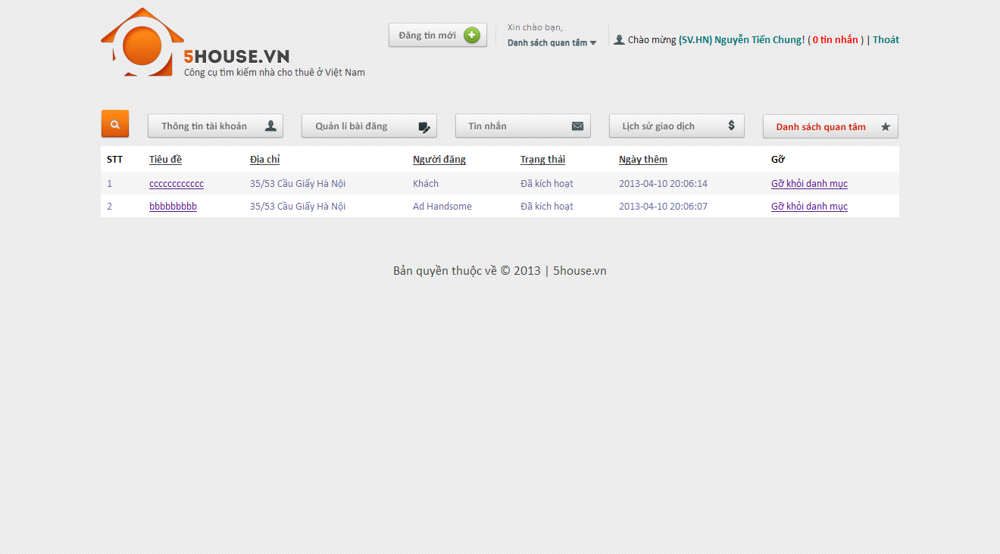 5HOUSE.VN
Công cụ tìm kiếm nhà cho thuê ở Việt Nam
Đăng tin mới
Xin chào bạn,
Danh sách quan tâm
Chào mừng (SV.HN) Nguyễn Tiến Chung! ( 0 tin nhắn ) | Thoát
Thông tin tài khoản
Quản lí bài đăng
Tin nhắn
Lịch sử giao dịch
Danh sách quan tâm
STT Tiêu đề Địa chỉ Người đăng Trạng thái Ngày thêm Gỡ
1 cccccccccccc 35/53 Cầu Giấy Hà Nội Khách Đã kích hoạt 2013-04-10 20:06:14 Gỡ khỏi danh mục
2 bbbbbbbbb 35/53 Cầu Giấy Hà Nội Ad Handsome Đã kích hoạt 2013-04-10 20:06:07 Gỡ khỏi danh mục
Bản quyền thuộc về © 2013 | 5house.vn